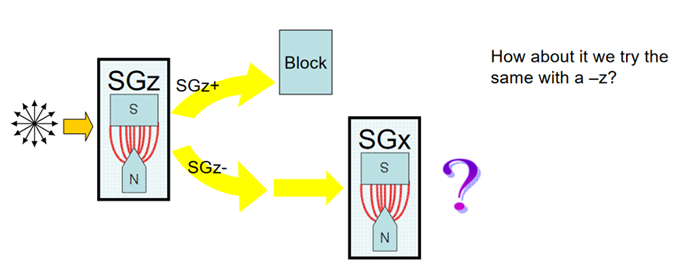 How about it we try the
same with a –z?
SGz
S
N
SGz+
Block
SGz-
SGx
S
N
?